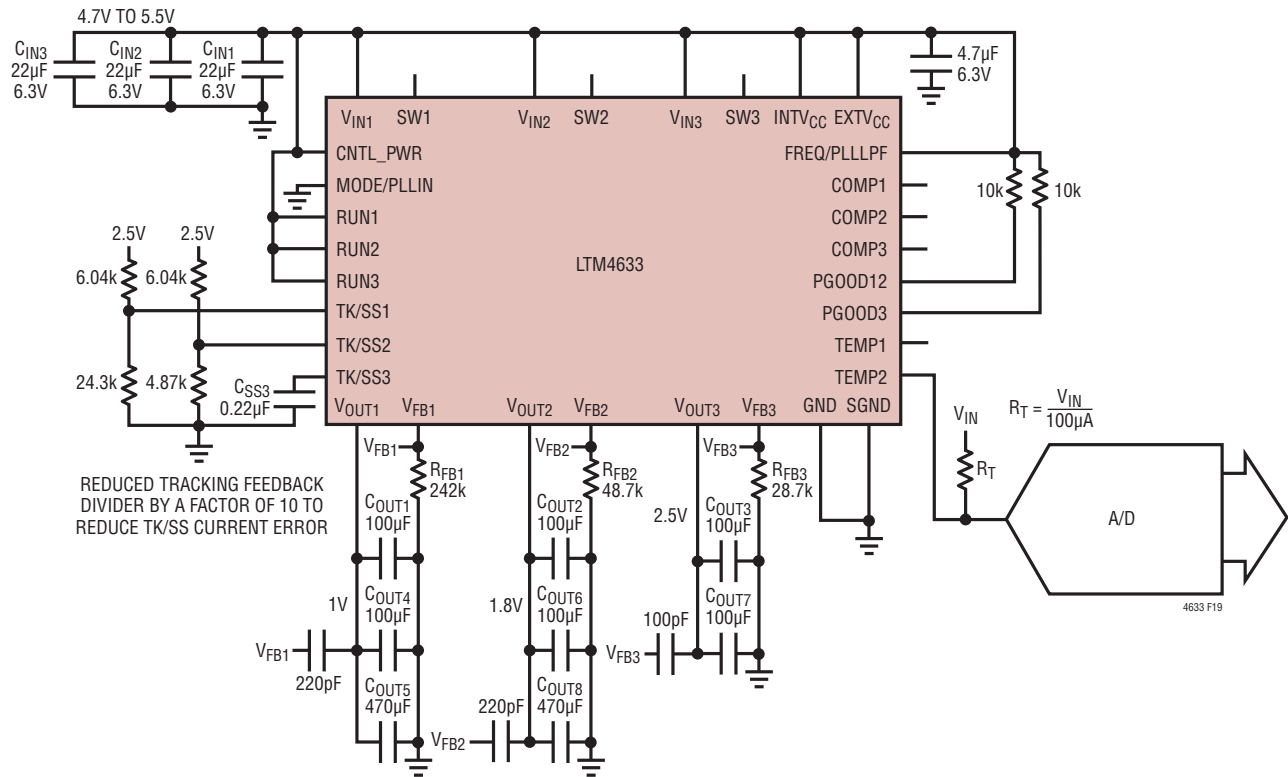 4.7V TO 5.5V
CIN3
22µF
6.3V
CIN2
22µF
6.3V
CIN1
22µF
6.3V
4.7µF
6.3V
VIN1
SW1
VIN2
SW2
VIN3
SW3
INTVCC
EXTVCC
CNTL_PWR
MODE/PLLIN
RUN1
RUN2
RUN3
TK/SS1
TK/SS2
TK/SS3
LTM4633
FREQ/PLLLPF
COMP1
COMP2
COMP3
PGOOD12
PGOOD3
TEMP1
TEMP2
10k
10k
2.5V
2.5V
6.04k
6.04k
24.3k
4.87k
CSS3
0.22µF
VOUT1
VFB1
VOUT2
VFB2
VOUT3
VFB3
GND
SGND
REDUCED TRACKING FEEDBACK
DIVIDER BY A FACTOR OF 10 TO
REDUCE TK/SS CURRENT ERROR
VFB1
RFB1
242k
COUT1
100µF
1V
COUT4
100µF
VFB1
220pF
COUT5
470µF
VFB2
RFB2
48.7k
COUT2
100µF
1.8V
COUT6
100µF
220pF
VFB2
COUT8
470µF
VFB3
RFB3
28.7k
2.5V
COUT3
100µF
100pF
VFB3
COUT7
100µF
VIN
RT
RT = VIN
100µA
A/D
4633 F19